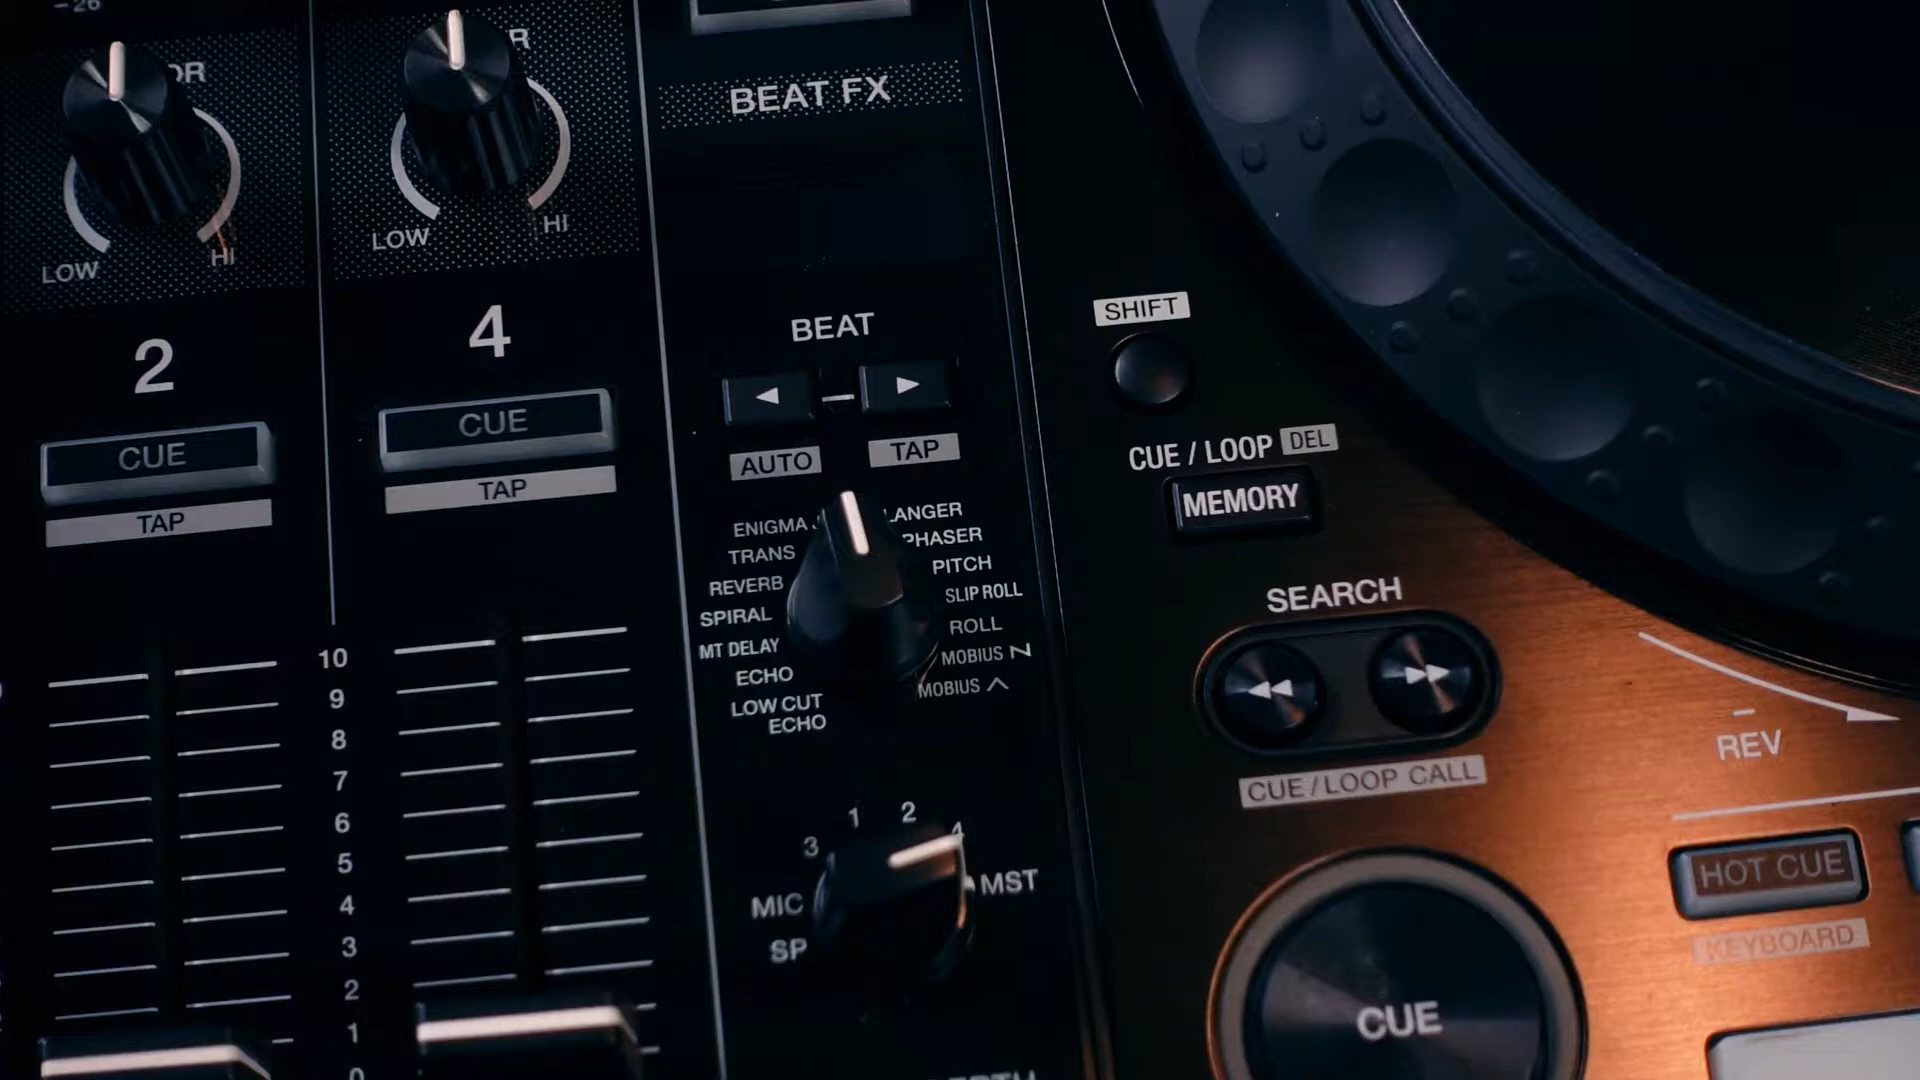 -26
LOW
HI
LOW
HI
BEAT FX
2
4
CUE
TAP
CUE
TAP
BEAT
AUTO
TAP
ENIGMA
TRANS
REVERB
SPIRAL
MT DELAY
ECHO
LOW CUT
ECHO
PHASER
PITCH
SLIP ROLL
ROLL
MOBIUS
MOBIUS
10
9
8
7
6
5
4
3
2
1
0
1
2
3
4
MIC
SP
MST
SHIFT
CUE / LOOP DEL
MEMORY
SEARCH
CUE / LOOP CALL
REV
HOT CUE
KEYBOARD
CUE